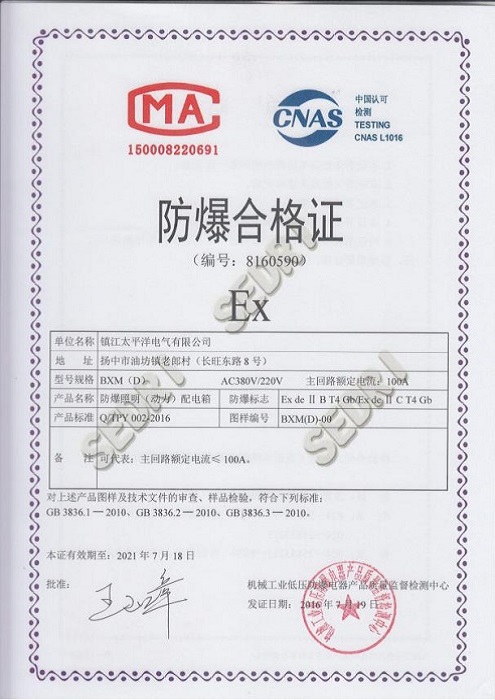 MA
150008220691
CNAS
中国认可
检测
TESTING
CNAS L1016
防爆合格证
（编号：8160590）
Ex
单位名称 镇江太平洋电气有限公司
地 址 扬中市油坊镇老郎村（长旺东路8号）
型号规格 BXM（D） AC380V/220V 主回路额定电流：100A
产品名称 防爆照明（动力）配电箱 防爆标志 Ex de Ⅱ B T4 Gb/Ex de Ⅱ C T4 Gb
产品标准 Q/TPY 002-2016 图样编号 BXM(D)-00
备 注 可代表：主回路额定电流≤100A。
对上述产品图样及技术文件的审查、样品检验，符合下列标准：
GB 3836.1－2010、GB 3836.2－2010、GB 3836.3－2010。
本证有效期至：2021年7月18日
批准：
机械工业低压防爆电器产品质量监督检测中心
发证日期：2016年7月19日
SEDRI
SEDRI
SEDRI
SEDRI